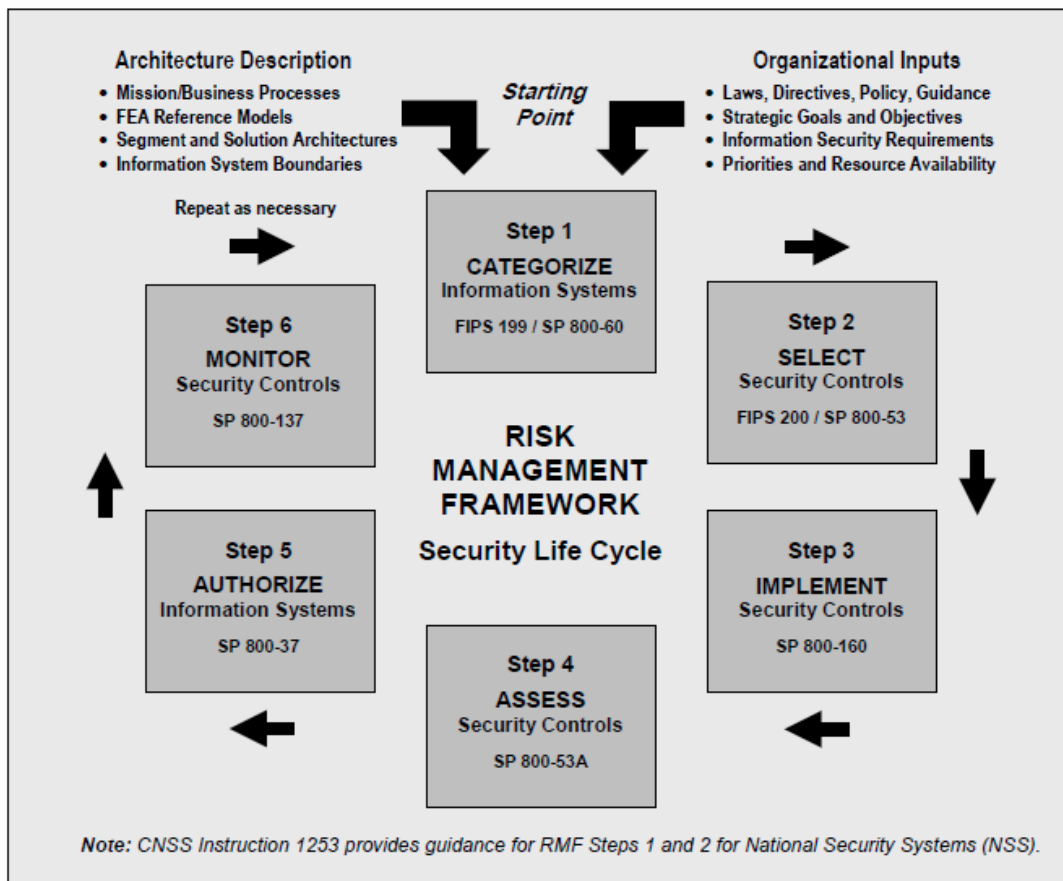 Architecture Description
• Mission/Business Processes
• FEA Reference Models
• Segment and Solution Architectures
• Information System Boundaries
Starting
Point
Organizational Inputs
• Laws, Directives, Policy, Guidance
• Strategic Goals and Objectives
• Information Security Requirements
• Priorities and Resource Availability
Repeat as necessary
Step 1
CATEGORIZE
Information Systems
FIPS 199 / SP 800-60
Step 2
SELECT
Security Controls
FIPS 200 / SP 800-53
Step 3
IMPLEMENT
Security Controls
SP 800-160
Step 4
ASSESS
Security Controls
SP 800-53A
Step 5
AUTHORIZE
Information Systems
SP 800-37
Step 6
MONITOR
Security Controls
SP 800-137
RISK
MANAGEMENT
FRAMEWORK
Security Life Cycle
Note: CNSS Instruction 1253 provides guidance for RMF Steps 1 and 2 for National Security Systems (NSS).